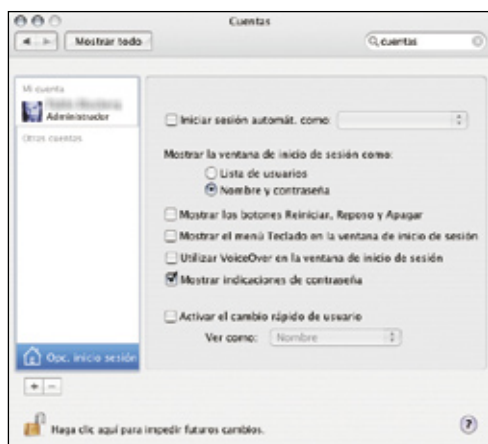 Cuentas
Mostrar todo
cuentas
Mi cuenta
Administrador
Otras cuentas
Iniciar sesión automát. como:
Mostrar la ventana de inicio de sesión como:
Lista de usuarios
Nombre y contraseña
Mostrar los botones Reiniciar, Reposo y Apagar
Mostrar el menú Teclado en la ventana de inicio de sesión
Utilizar VoiceOver en la ventana de inicio de sesión
Mostrar indicaciones de contraseña
Activar el cambio rápido de usuario
Ver como: Nombre
Opc. inicio sesión
Haga clic aquí para impedir futuros cambios.